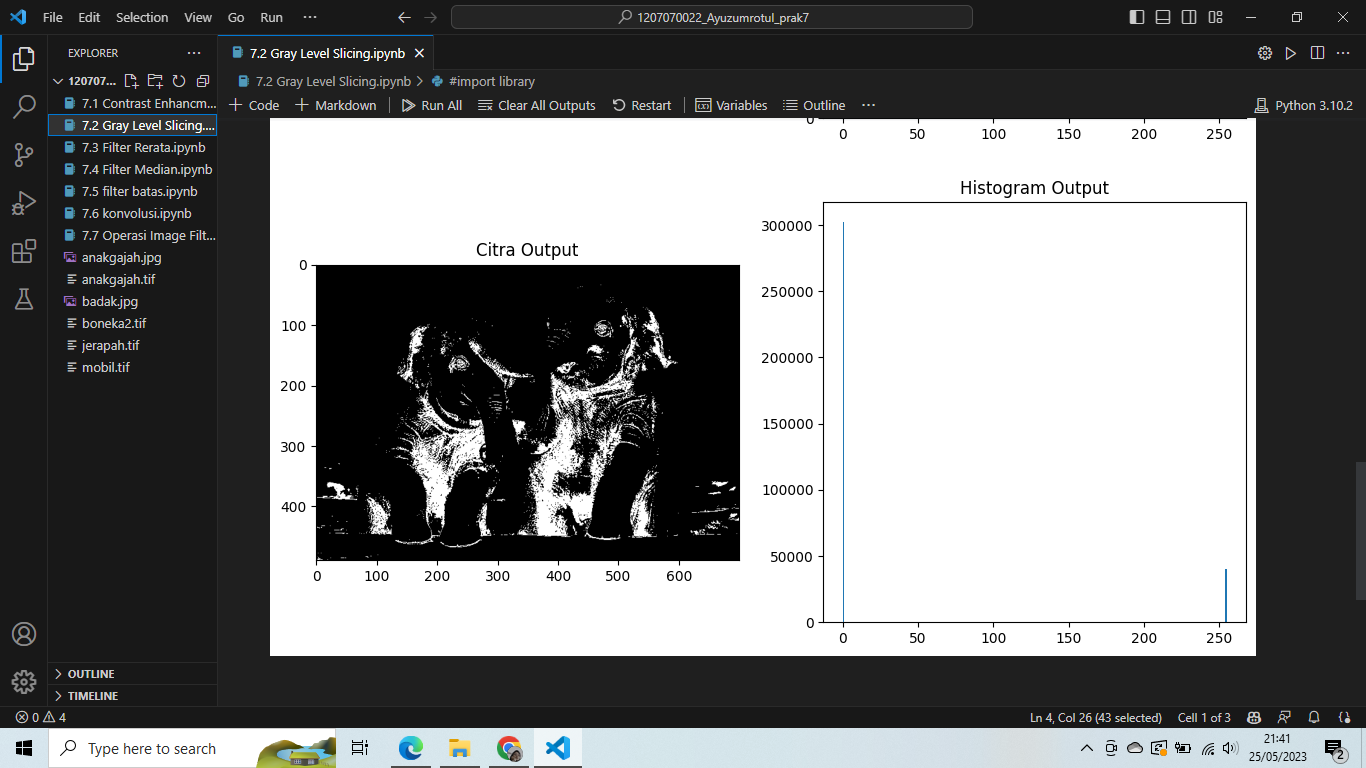 File Edit Selection View Go Run ···
1207070022_Ayuzumrotul_prak7
EXPLORER ···
120707...
7.1 Contrast Enhancm...
7.2 Gray Level Slicing....
7.3 Filter Rerata.ipynb
7.4 Filter Median.ipynb
7.5 filter batas.ipynb
7.6 konvolusi.ipynb
7.7 Operasi Image Filt...
anakgajah.jpg
anakgajah.tif
badak.jpg
boneka2.tif
jerapah.tif
mobil.tif
OUTLINE
TIMELINE
7.2 Gray Level Slicing.ipynb
7.2 Gray Level Slicing.ipynb > #import library
Code Markdown Run All Clear All Outputs Restart Variables Outline ··· Python 3.10.2
0
0 50 100 150 200 250
Citra Output
0
100
200
300
400
0 100 200 300 400 500 600
Histogram Output
300000
250000
200000
150000
100000
50000
0
0 50 100 150 200 250
0 4
Ln 4, Col 26 (43 selected) Cell 1 of 3
Type here to search
21:41
25/05/2023
2